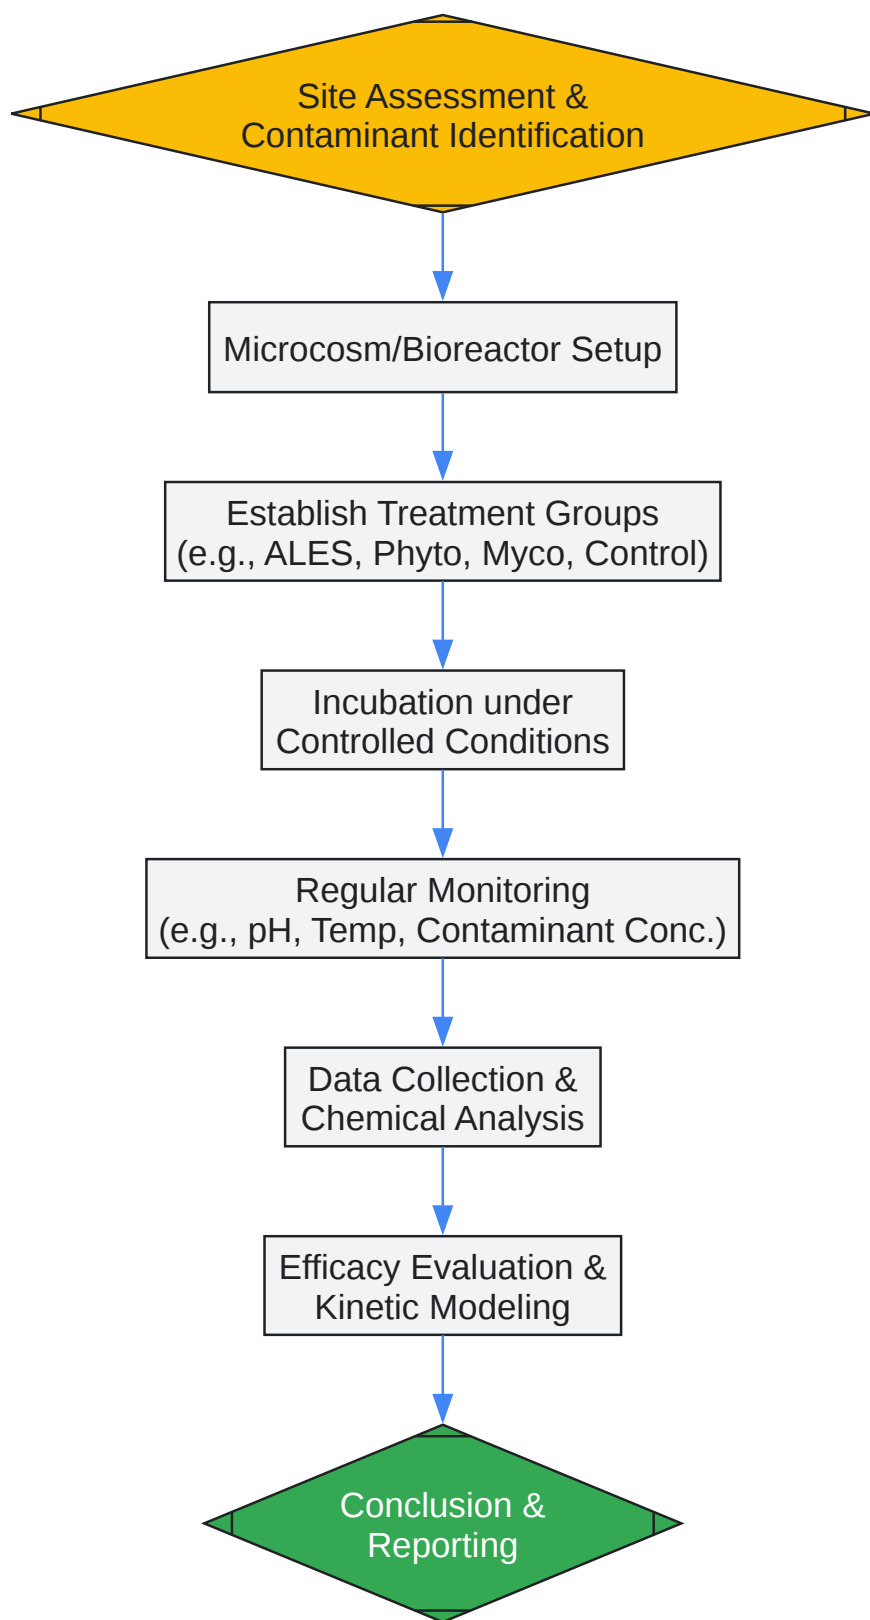 Site Assessment &
Contaminant Identification
Microcosm/Bioreactor Setup
Establish Treatment Groups
(e.g., ALES, Phyto, Myco, Control)
Incubation under
Controlled Conditions
Regular Monitoring
(e.g., pH, Temp, Contaminant Conc.)
Data Collection &
Chemical Analysis
Efficacy Evaluation &
Kinetic Modeling
Conclusion &
Reporting